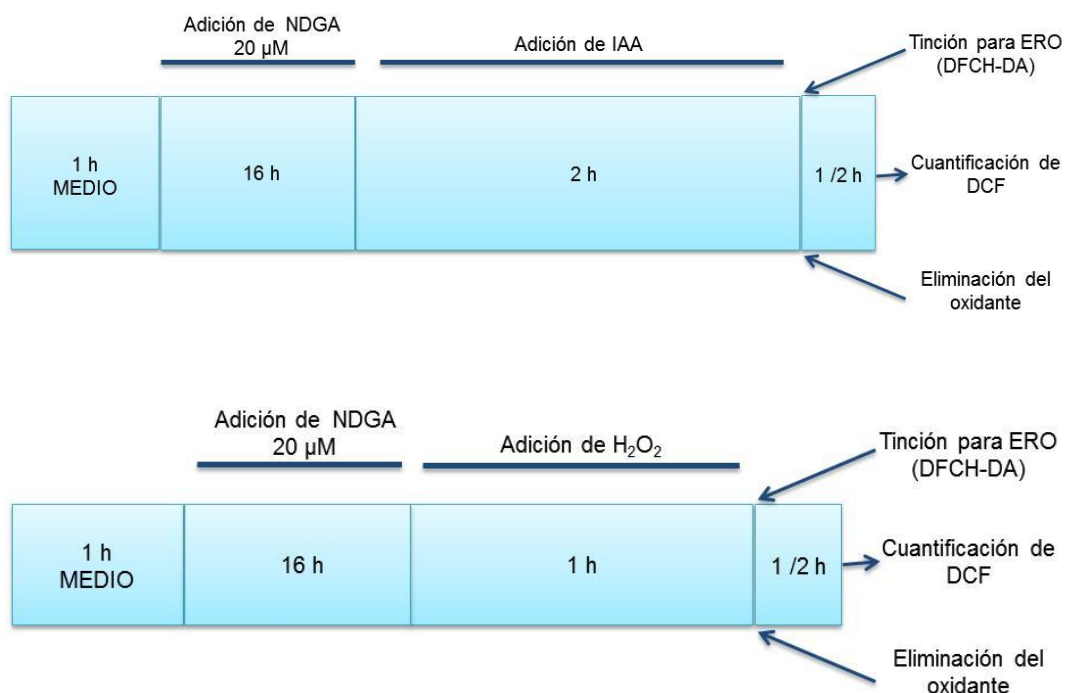 Adición de NDGA
20 µM
Adición de IAA
Tinción para ERO
(DFCH-DA)
1 h
MEDIO
16 h
2 h
1 /2 h
Cuantificación de
DCF
Eliminación del
oxidante
Adición de NDGA
20 µM
Adición de H₂O₂
Tinción para ERO
(DFCH-DA)
1 h
MEDIO
16 h
1 h
1 /2 h
Cuantificación de
DCF
Eliminación del
oxidante